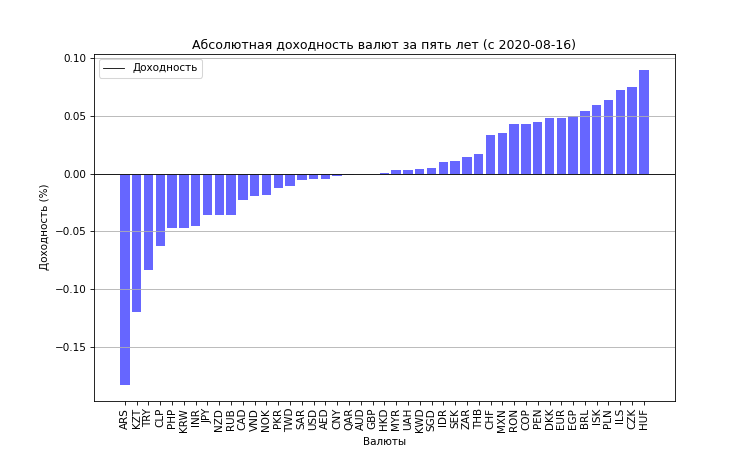 Абсолютная доходность валют за пять лет (с 2020-08-16)
Доходность
0.10
0.05
0.00
−0.05
−0.10
−0.15
Доходность (%)
ARS KZT TRY CLP PHP KRW INR JPY NZD RUB CAD VND NOK PKR TWD SAR USD AED CNY QAR AUD GBP HKD MYR UAH KWD SGD IDR SEK ZAR THB CHF MXN RON COP PEN DKK EUR EGP BRL ISK PLN ILS CZK HUF
Валюты